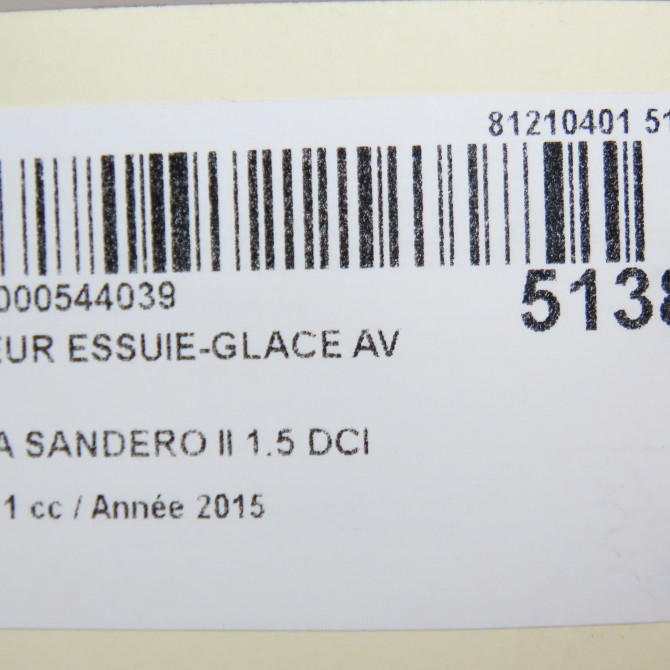 81210401 51
000544039
5138
EUR ESSUIE-GLACE AV
A SANDERO II 1.5 DCI
1 cc / Année 2015